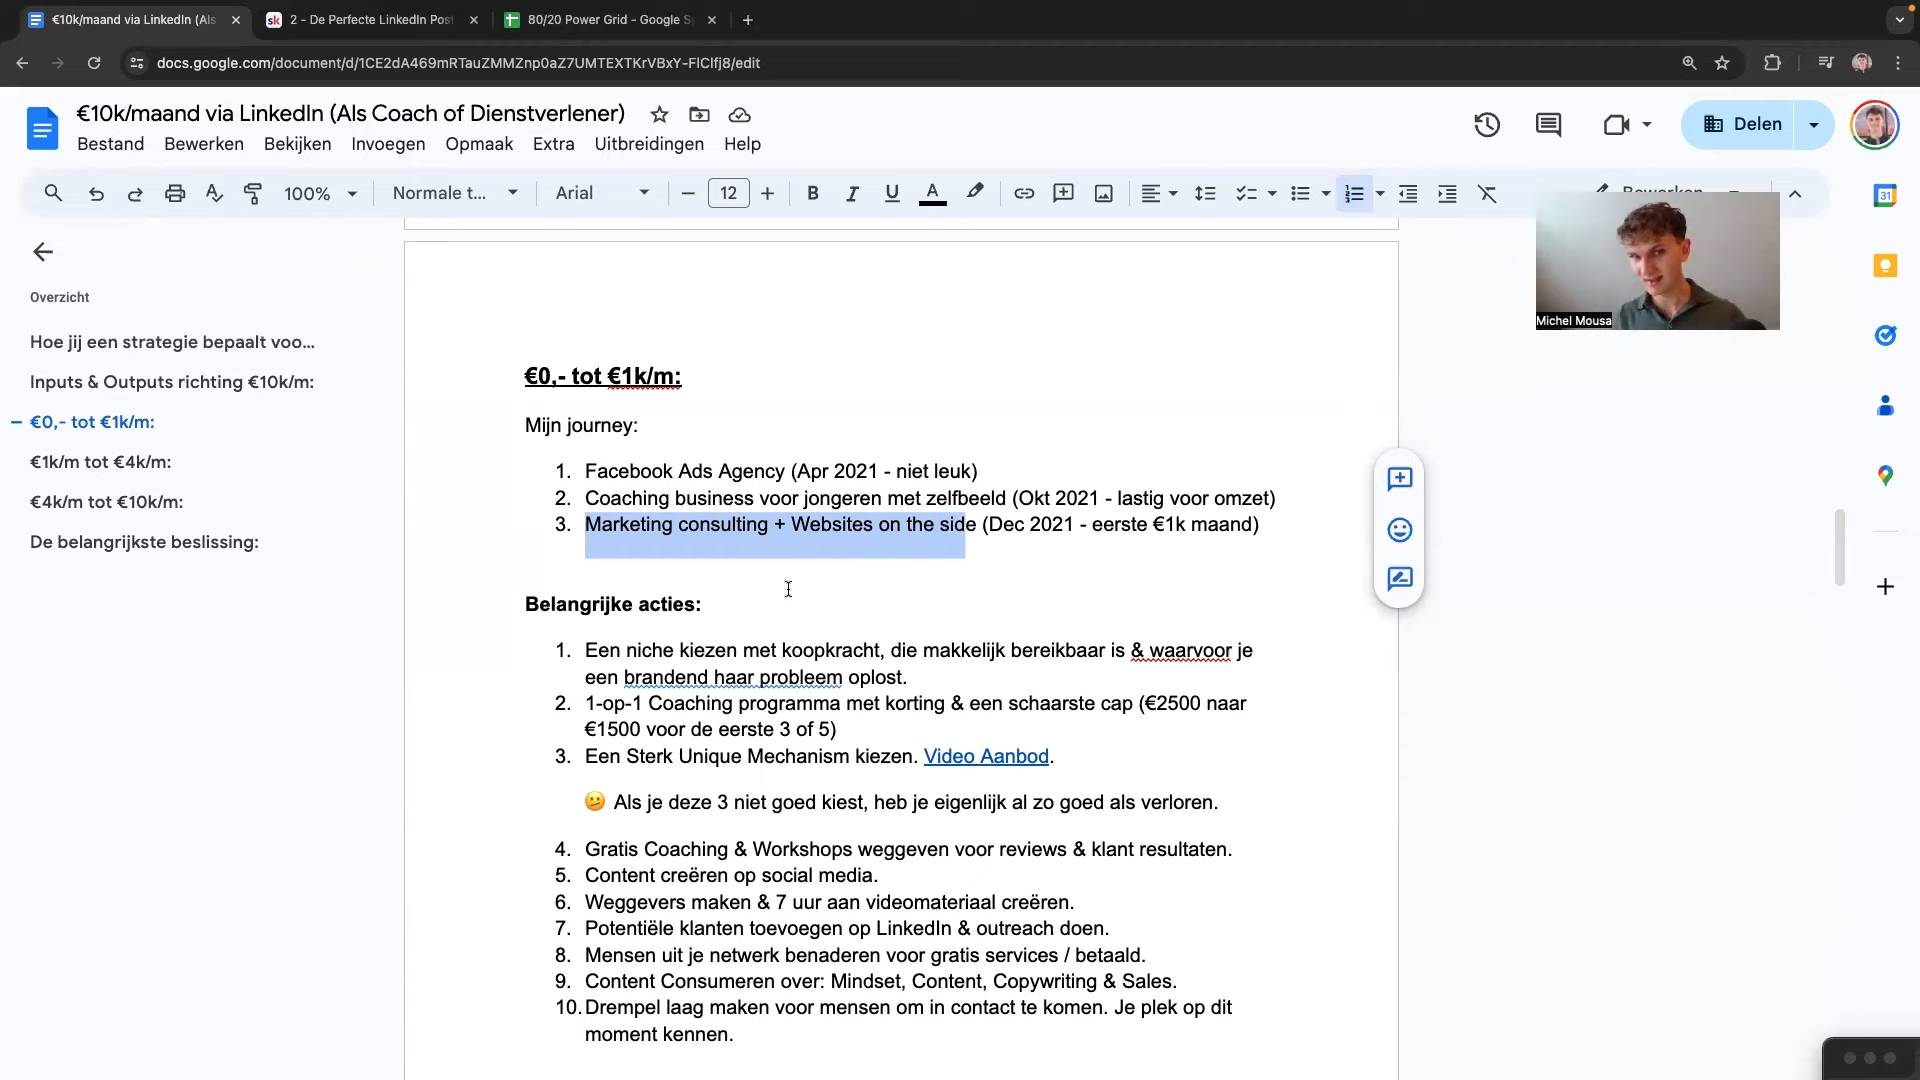 €10k/maand via LinkedIn (Als
2 - De Perfecte LinkedIn Post
80/20 Power Grid - Google S
docs.google.com/document/d/1CE2dA469mRTauZMMZnp0aZ7UMTEXTKrVBxY-FlClfj8/edit
€10k/maand via LinkedIn (Als Coach of Dienstverlener)
Bestand Bewerken Bekijken Invoegen Opmaak Extra Uitbreidingen Help
Delen
100% Normale t... Arial 12 Bewerken
31
Michel Mousa
Overzicht
Hoe jij een strategie bepaalt voo...
Inputs & Outputs richting €10k/m:
€0,- tot €1k/m:
€1k/m tot €4k/m:
€4k/m tot €10k/m:
De belangrijkste beslissing:
€0,- tot €1k/m:
Mijn journey:
1. Facebook Ads Agency (Apr 2021 - niet leuk)
2. Coaching business voor jongeren met zelfbeeld (Okt 2021 - lastig voor omzet)
3. Marketing consulting + Websites on the side (Dec 2021 - eerste €1k maand)
Belangrijke acties:
1. Een niche kiezen met koopkracht, die makkelijk bereikbaar is & waarvoor je
een brandend haar probleem oplost.
2. 1-op-1 Coaching programma met korting & een schaarste cap (€2500 naar
€1500 voor de eerste 3 of 5)
3. Een Sterk Unique Mechanism kiezen. Video Aanbod.
🫤 Als je deze 3 niet goed kiest, heb je eigenlijk al zo goed als verloren.
4. Gratis Coaching & Workshops weggeven voor reviews & klant resultaten.
5. Content creëren op social media.
6. Weggevers maken & 7 uur aan videomateriaal creëren.
7. Potentiële klanten toevoegen op LinkedIn & outreach doen.
8. Mensen uit je netwerk benaderen voor gratis services / betaald.
9. Content Consumeren over: Mindset, Content, Copywriting & Sales.
10. Drempel laag maken voor mensen om in contact te komen. Je plek op dit
moment kennen.